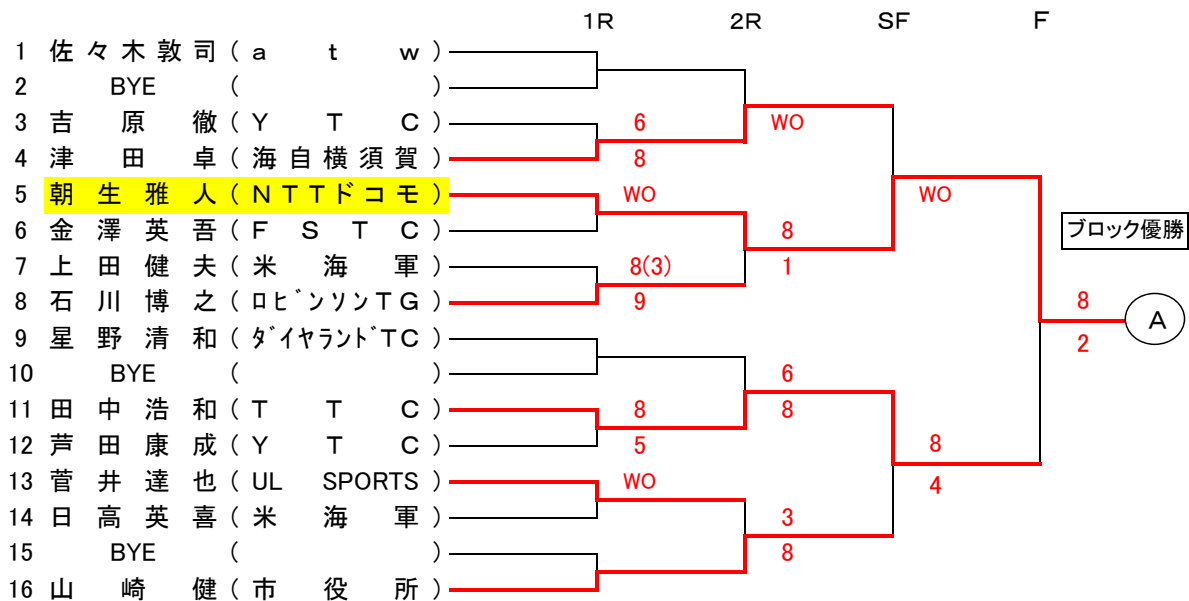 1R 2R SF F
1 佐々木敦司(atw)
2 BYE ( )
3 吉原徹(YTC) 6 WO
4 津田卓(海自横須賀) 8
5 朝生雅人(NTTドコモ) WO WO
6 金澤英吾(FSTC) 8 ブロック優勝
7 上田健夫(米海軍) 8(3) 1
8 石川博之(ロビンソンTG) 9 8
9 星野清和(ダイヤランドTC) 2 A
10 BYE ( ) 6
11 田中浩和(TTC) 8 8
12 芦田康成(YTC) 5 8
13 菅井達也(UL SPORTS) WO 4
14 日高英喜(米海軍) 3
15 BYE ( ) 8
16 山崎健(市役所)